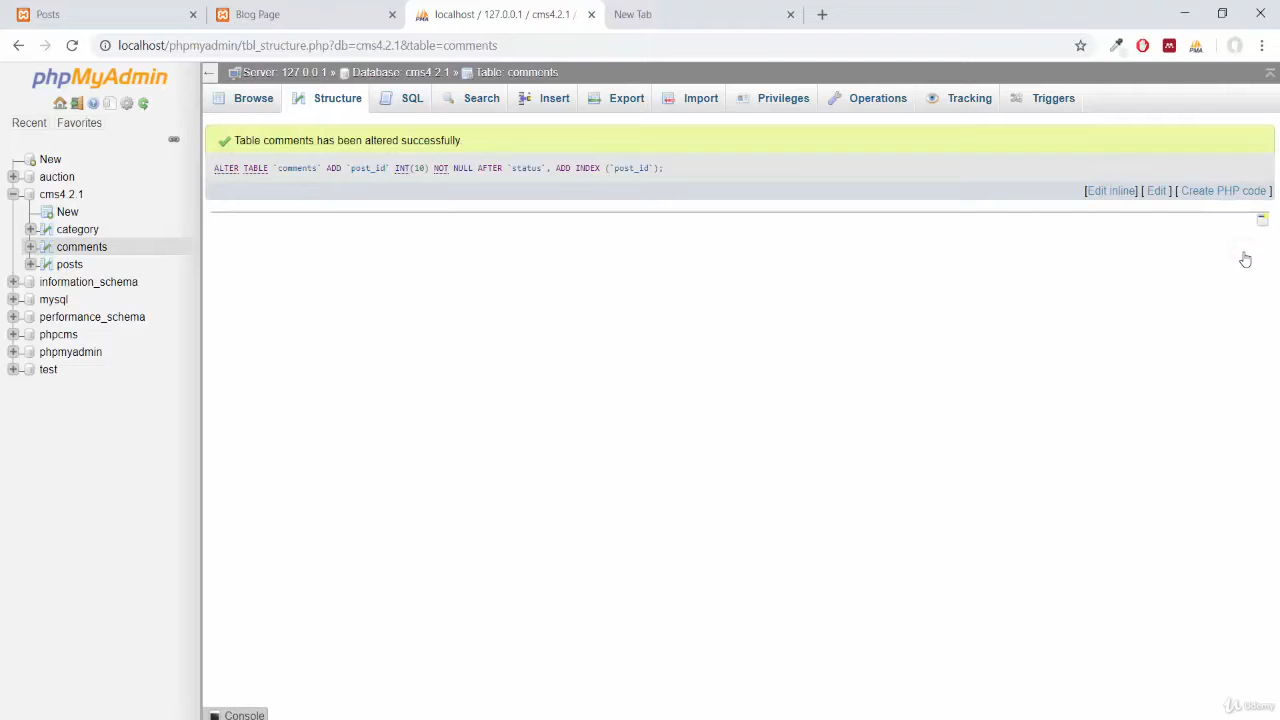 Posts
Blog Page
localhost / 127.0.0.1 / cms4.2.1 /
New Tab
localhost/phpmyadmin/tbl_structure.php?db=cms4.2.1&table=comments
phpMyAdmin
Recent Favorites
New
auction
cms4.2.1
New
category
comments
posts
information_schema
mysql
performance_schema
phpcms
phpmyadmin
test
Server: 127.0.0.1 » Database: cms4.2.1 » Table: comments
Browse Structure SQL Search Insert Export Import Privileges Operations Tracking Triggers
Table comments has been altered successfully.
ALTER TABLE `comments` ADD `post_id` INT(10) NOT NULL AFTER `status`, ADD INDEX (`post_id`);
[Edit inline] [ Edit ] [ Create PHP code ]
Console
Udemy